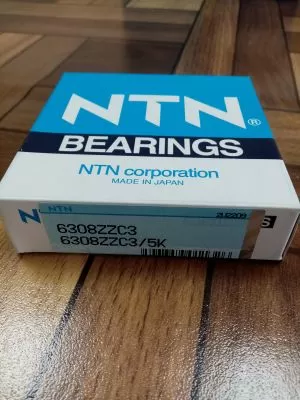 NTN®
BEARINGS
NTN corporation
MADE IN JAPAN
N NTN
6308ZZC3
6308ZZC3/5K